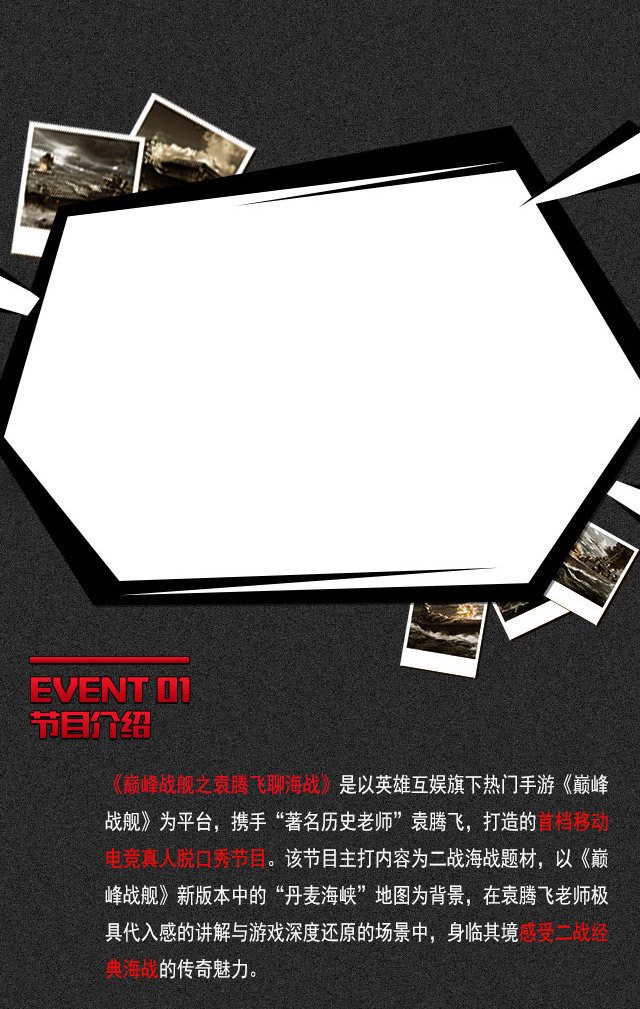 EVENT 01
节目介绍
《巅峰战舰之袁腾飞聊海战》是以英雄互娱旗下热门手游《巅峰
战舰》为平台，携手“著名历史老师”袁腾飞，打造的首档移动
电竞真人脱口秀节目。该节目主打内容为二战海战题材，以《巅
峰战舰》新版本中的“丹麦海峡”地图为背景，在袁腾飞老师极
具代入感的讲解与游戏深度还原的场景中，身临其境感受二战经
典海战的传奇魅力。